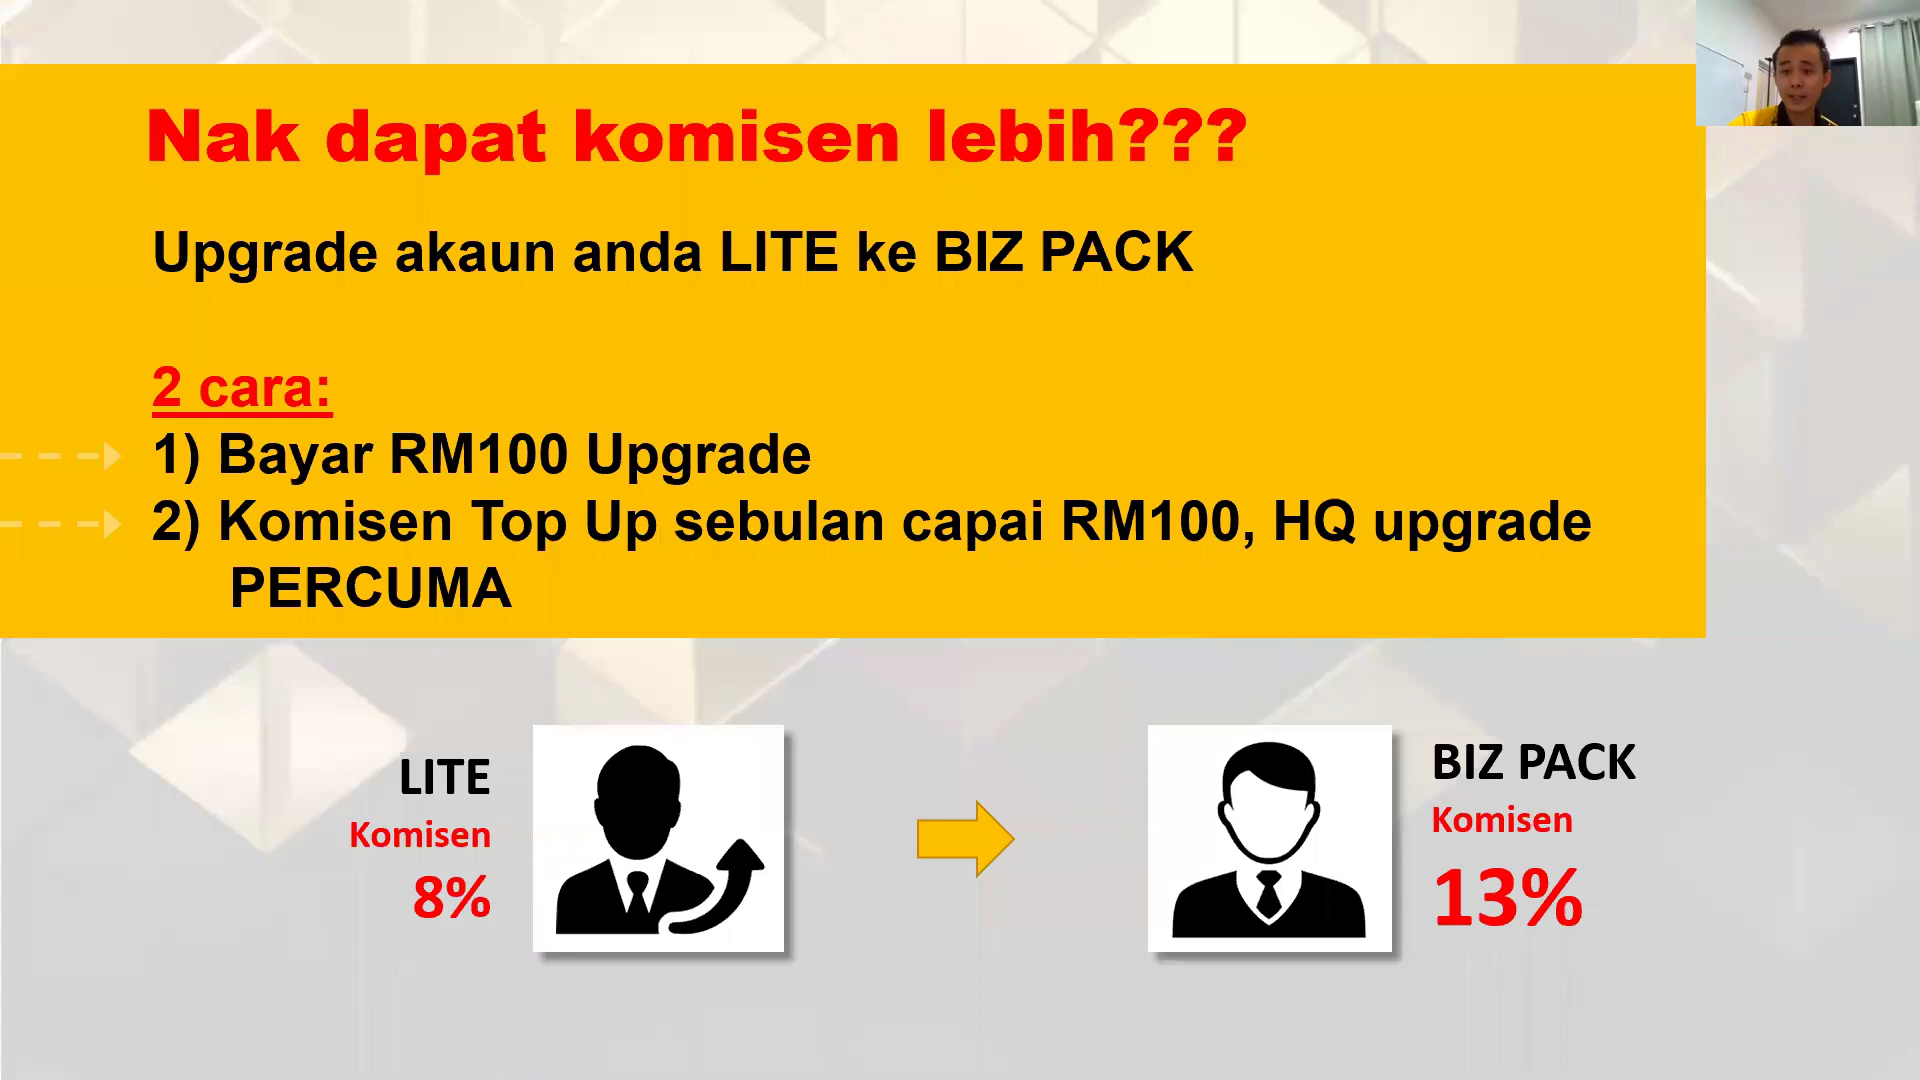 Nak dapat komisen lebih???
Upgrade akaun anda LITE ke BIZ PACK
2 cara:
1) Bayar RM100 Upgrade
2) Komisen Top Up sebulan capai RM100, HQ upgrade
PERCUMA
LITE
Komisen
8%
BIZ PACK
Komisen
13%